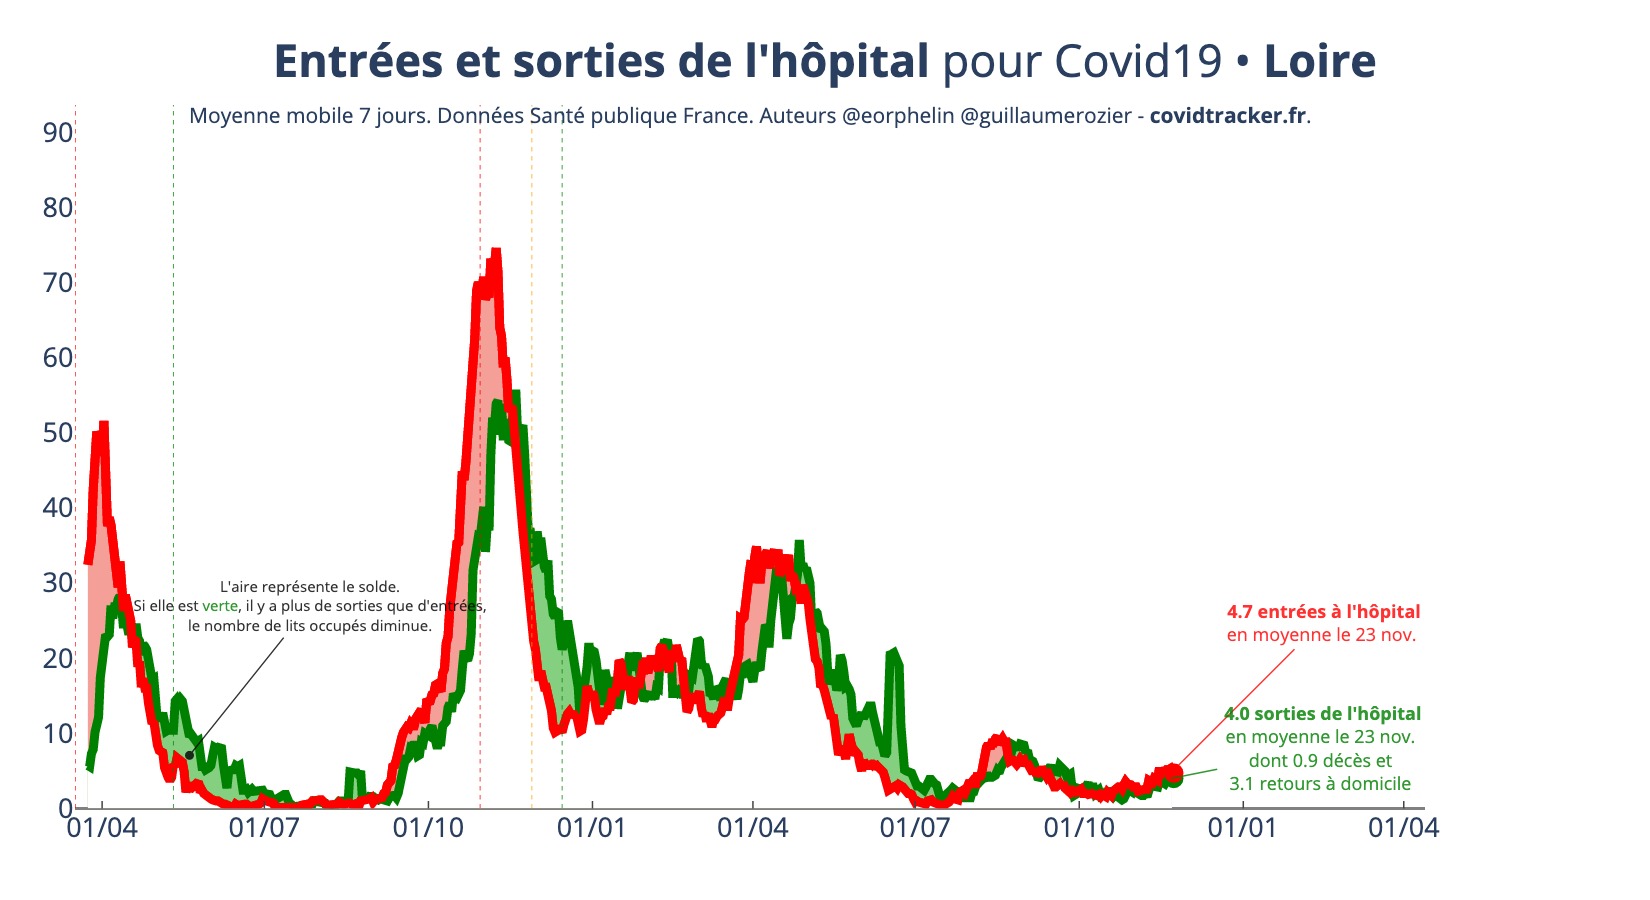 Entrées et sorties de l'hôpital pour Covid19 • Loire
Moyenne mobile 7 jours. Données Santé publique France. Auteurs @eorphelin @guillaumerozier - covidtracker.fr.
90
80
70
60
50
40
30
20
10
0
L'aire représente le solde.
Si elle est verte, il y a plus de sorties que d'entrées,
le nombre de lits occupés diminue.
4.7 entrées à l'hôpital
en moyenne le 23 nov.
4.0 sorties de l'hôpital
en moyenne le 23 nov.
dont 0.9 décès et
3.1 retours à domicile
01/04 01/07 01/10 01/01 01/04 01/07 01/10 01/01 01/04